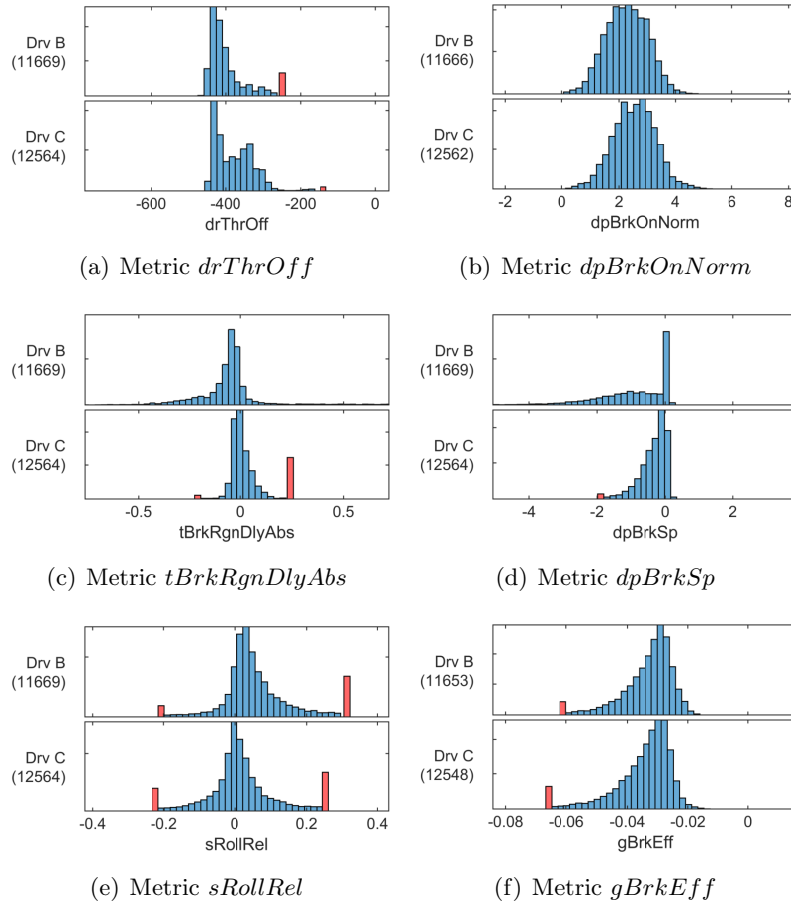 Drv B
(11669)
Drv C
(12564)
-600 -400 -200 0
drThrOff
(a) Metric drThrOff
Drv B
(11666)
Drv C
(12562)
-2 0 2 4 6 8
dpBrkOnNorm
(b) Metric dpBrkOnNorm
Drv B
(11669)
Drv C
(12564)
-0.5 0 0.5
tBrkRgnDlyAbs
(c) Metric tBrkRgnDlyAbs
Drv B
(11669)
Drv C
(12564)
-4 -2 0 2
dpBrkSp
(d) Metric dpBrkSp
Drv B
(11669)
Drv C
(12564)
-0.4 -0.2 0 0.2 0.4
sRollRel
(e) Metric sRollRel
Drv B
(11653)
Drv C
(12548)
-0.08 -0.06 -0.04 -0.02 0
gBrkEff
(f) Metric gBrkEff